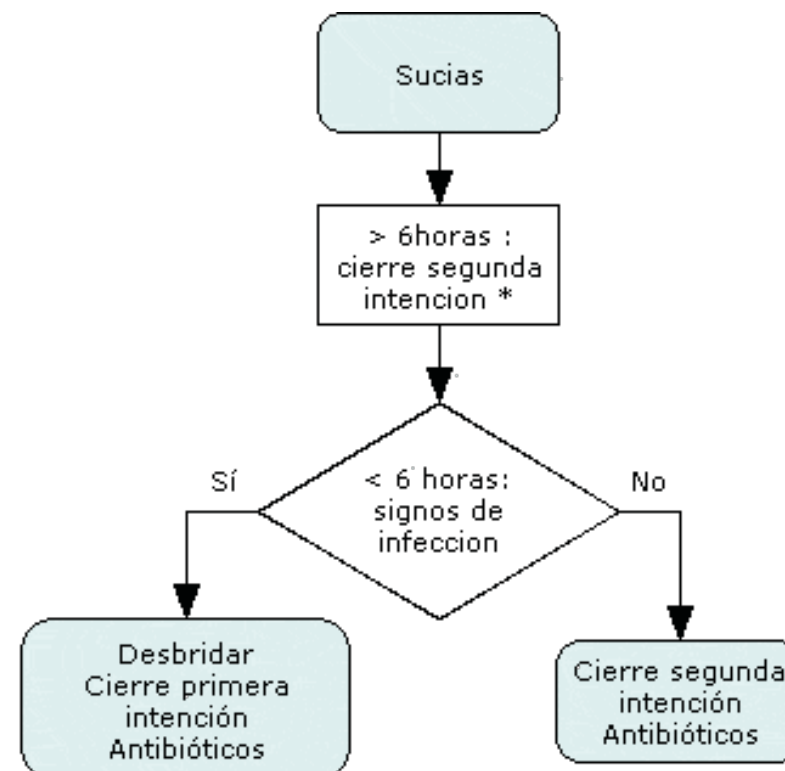 Sucias
> 6horas :
cierre segunda
intencion *
Sí
< 6 horas:
signos de
infeccion
No
Desbridar
Cierre primera
intención
Antibióticos
Cierre segunda
intención
Antibióticos